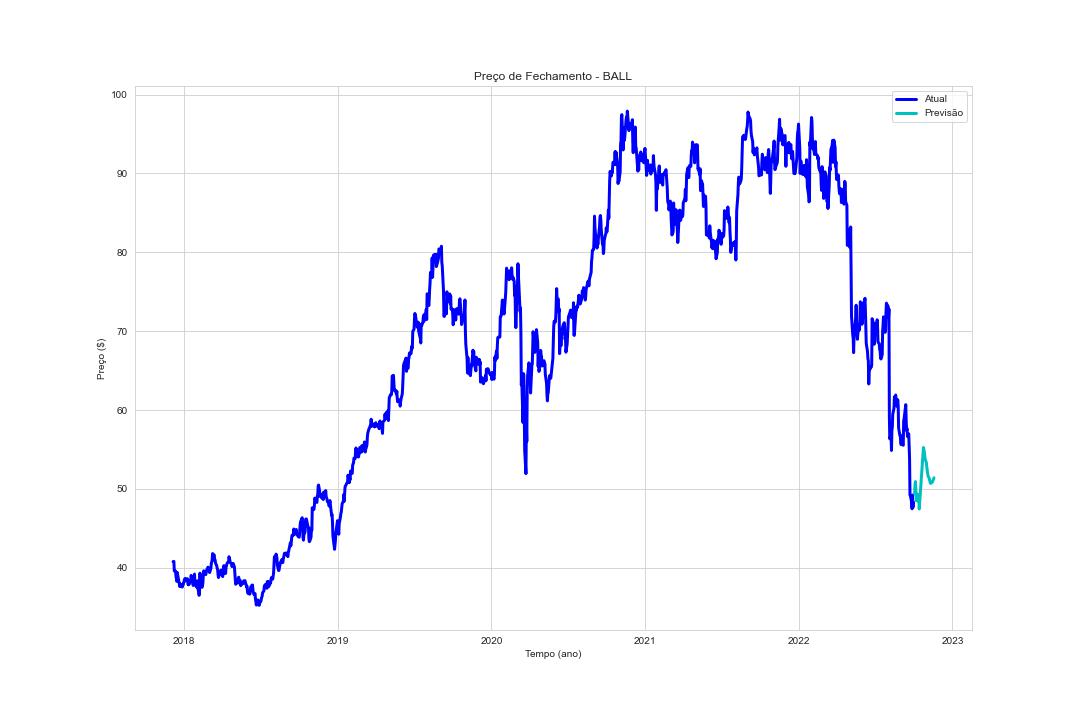 Preço de Fechamento - BALL
Atual
Previsão
Preço ($)
100
90
80
70
60
50
40
2018
2019
2020
2021
2022
2023
Tempo (ano)